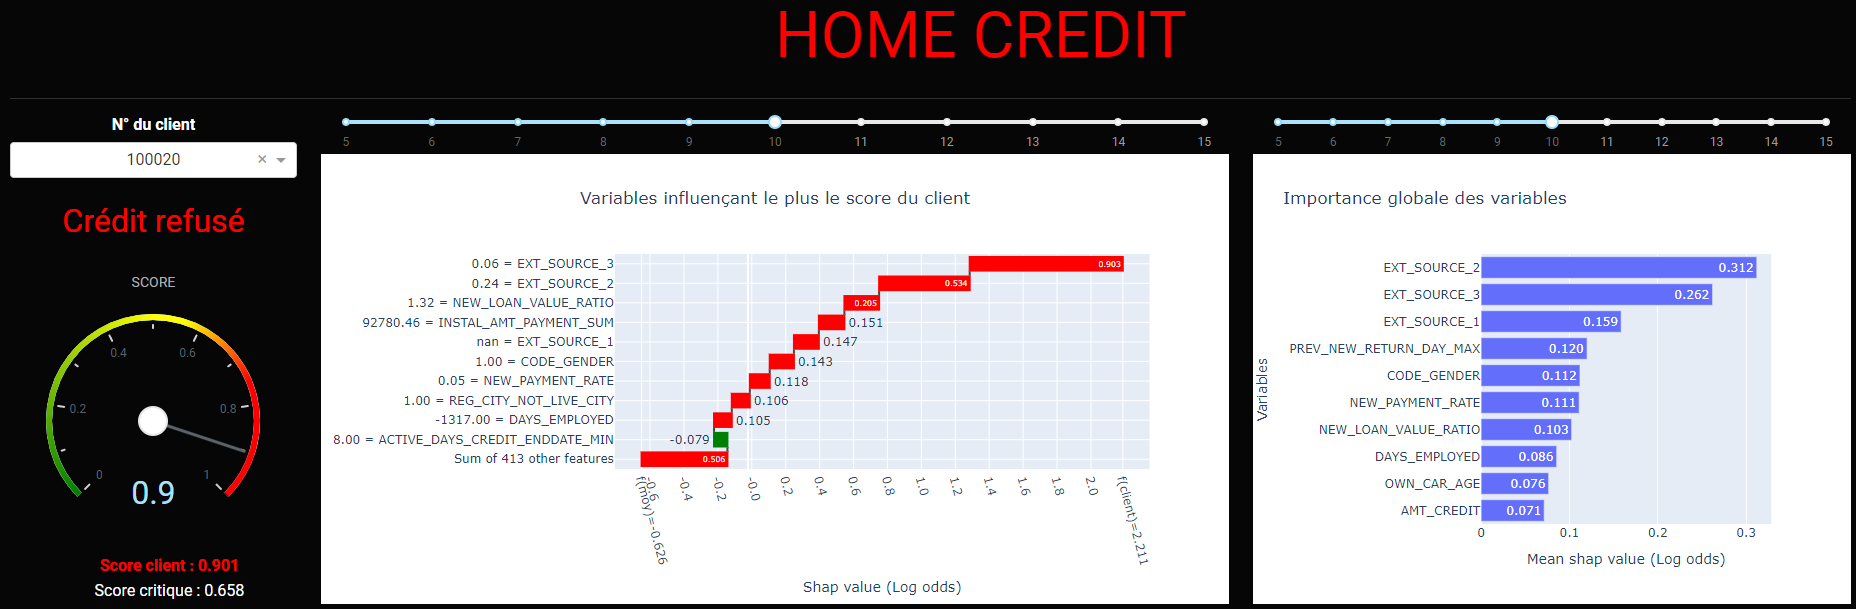 HOME CREDIT
N° du client
100020
×
Crédit refusé
SCORE
0
0.2
0.4
0.6
0.8
1
0.9
Score client : 0.901
Score critique : 0.658
5 6 7 8 9 10 11 12 13 14 15
Variables influençant le plus le score du client
0.06 = EXT_SOURCE_3 0.903
0.24 = EXT_SOURCE_2 0.534
1.32 = NEW_LOAN_VALUE_RATIO 0.205
92780.46 = INSTAL_AMT_PAYMENT_SUM 0.151
nan = EXT_SOURCE_1 0.147
1.00 = CODE_GENDER 0.143
0.05 = NEW_PAYMENT_RATE 0.118
1.00 = REG_CITY_NOT_LIVE_CITY 0.106
-1317.00 = DAYS_EMPLOYED 0.105
8.00 = ACTIVE_DAYS_CREDIT_ENDDATE_MIN -0.079
Sum of 413 other features 0.506
f(moy)=-0.626 -0.6 -0.4 -0.2 -0.0 0.2 0.4 0.6 0.8 1.0 1.2 1.4 1.6 1.8 2.0 f(client)=2.211
Shap value (Log odds)
5 6 7 8 9 10 11 12 13 14 15
Importance globale des variables
Variables
EXT_SOURCE_2 0.312
EXT_SOURCE_3 0.262
EXT_SOURCE_1 0.159
PREV_NEW_RETURN_DAY_MAX 0.120
CODE_GENDER 0.112
NEW_PAYMENT_RATE 0.111
NEW_LOAN_VALUE_RATIO 0.103
DAYS_EMPLOYED 0.086
OWN_CAR_AGE 0.076
AMT_CREDIT 0.071
0 0.1 0.2 0.3
Mean shap value (Log odds)